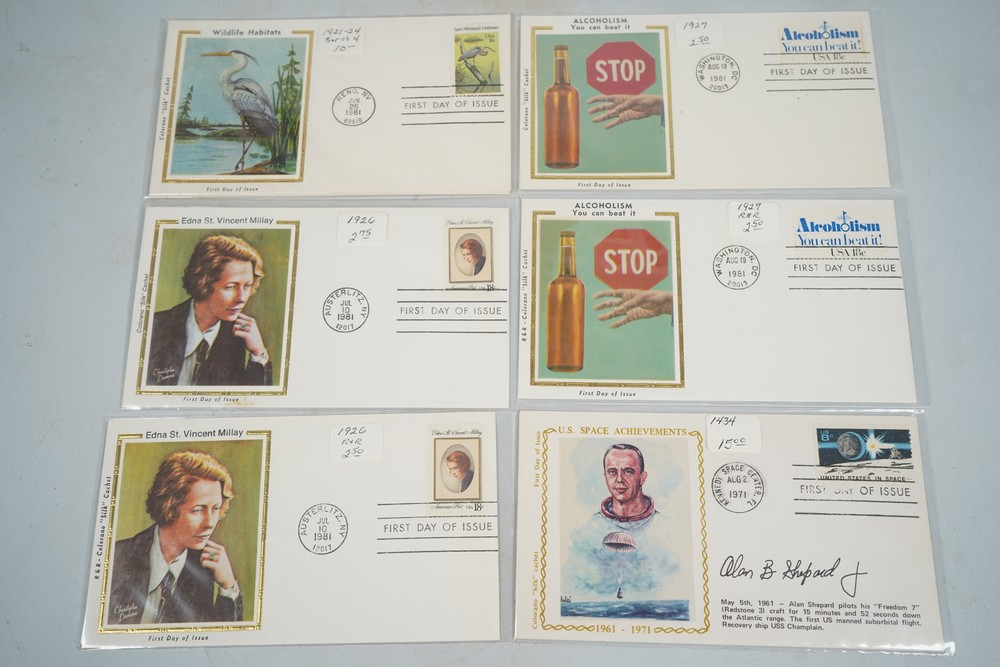 Wildlife Habitats
1921-24
Set of 4
10-
Save Wetland Habitats
USA
18c
RENO, NV
JUN
26
1981
89510
FIRST DAY OF ISSUE
Colorano "Silk" Cachet
First Day of Issue
ALCOHOLISM
You can beat it
STOP
1927
2 50
WASHINGTON, DC
AUG 19
1981
20013
Alcoholism
You can beat it!
USA 18c
FIRST DAY OF ISSUE
Colorano "Silk" Cachet
First Day of Issue
Edna St. Vincent Millay
1926
2 75
Edna St. Vincent Millay
American Poet USA 18c
AUSTERLITZ, NY
JUL
10
1981
12017
FIRST DAY OF ISSUE
Colorano "Silk" Cachet
First Day of Issue
ALCOHOLISM
You can beat it
STOP
1927
R&R
2 50
WASHINGTON, DC
AUG 19
1981
20013
Alcoholism
You can beat it!
USA 18c
FIRST DAY OF ISSUE
R & R - Colorano "Silk" Cachet
First Day of Issue
Edna St. Vincent Millay
1926
R&R
2 50
Edna St. Vincent Millay
American Poet USA 18c
AUSTERLITZ, NY
JUL
10
1981
12017
FIRST DAY OF ISSUE
R & R - Colorano "Silk" Cachet
First Day of Issue
U.S. SPACE ACHIEVEMENTS
First Day of Issue
Colorano "Silk" cachet
1961 - 1971
1434
15 00
KENNEDY SPACE CENTER, FL
AUG 2
1971
US
8c
UNITED STATES IN SPACE...
FIRST DAY OF ISSUE
Alan B Shepard Jr
May 5th, 1961 — Alan Shepard pilots his "Freedom 7"
(Redstone 3) craft for 15 minutes and 52 seconds down
the Atlantic range. The first US manned suborbital flight.
Recovery ship USS Champlain.